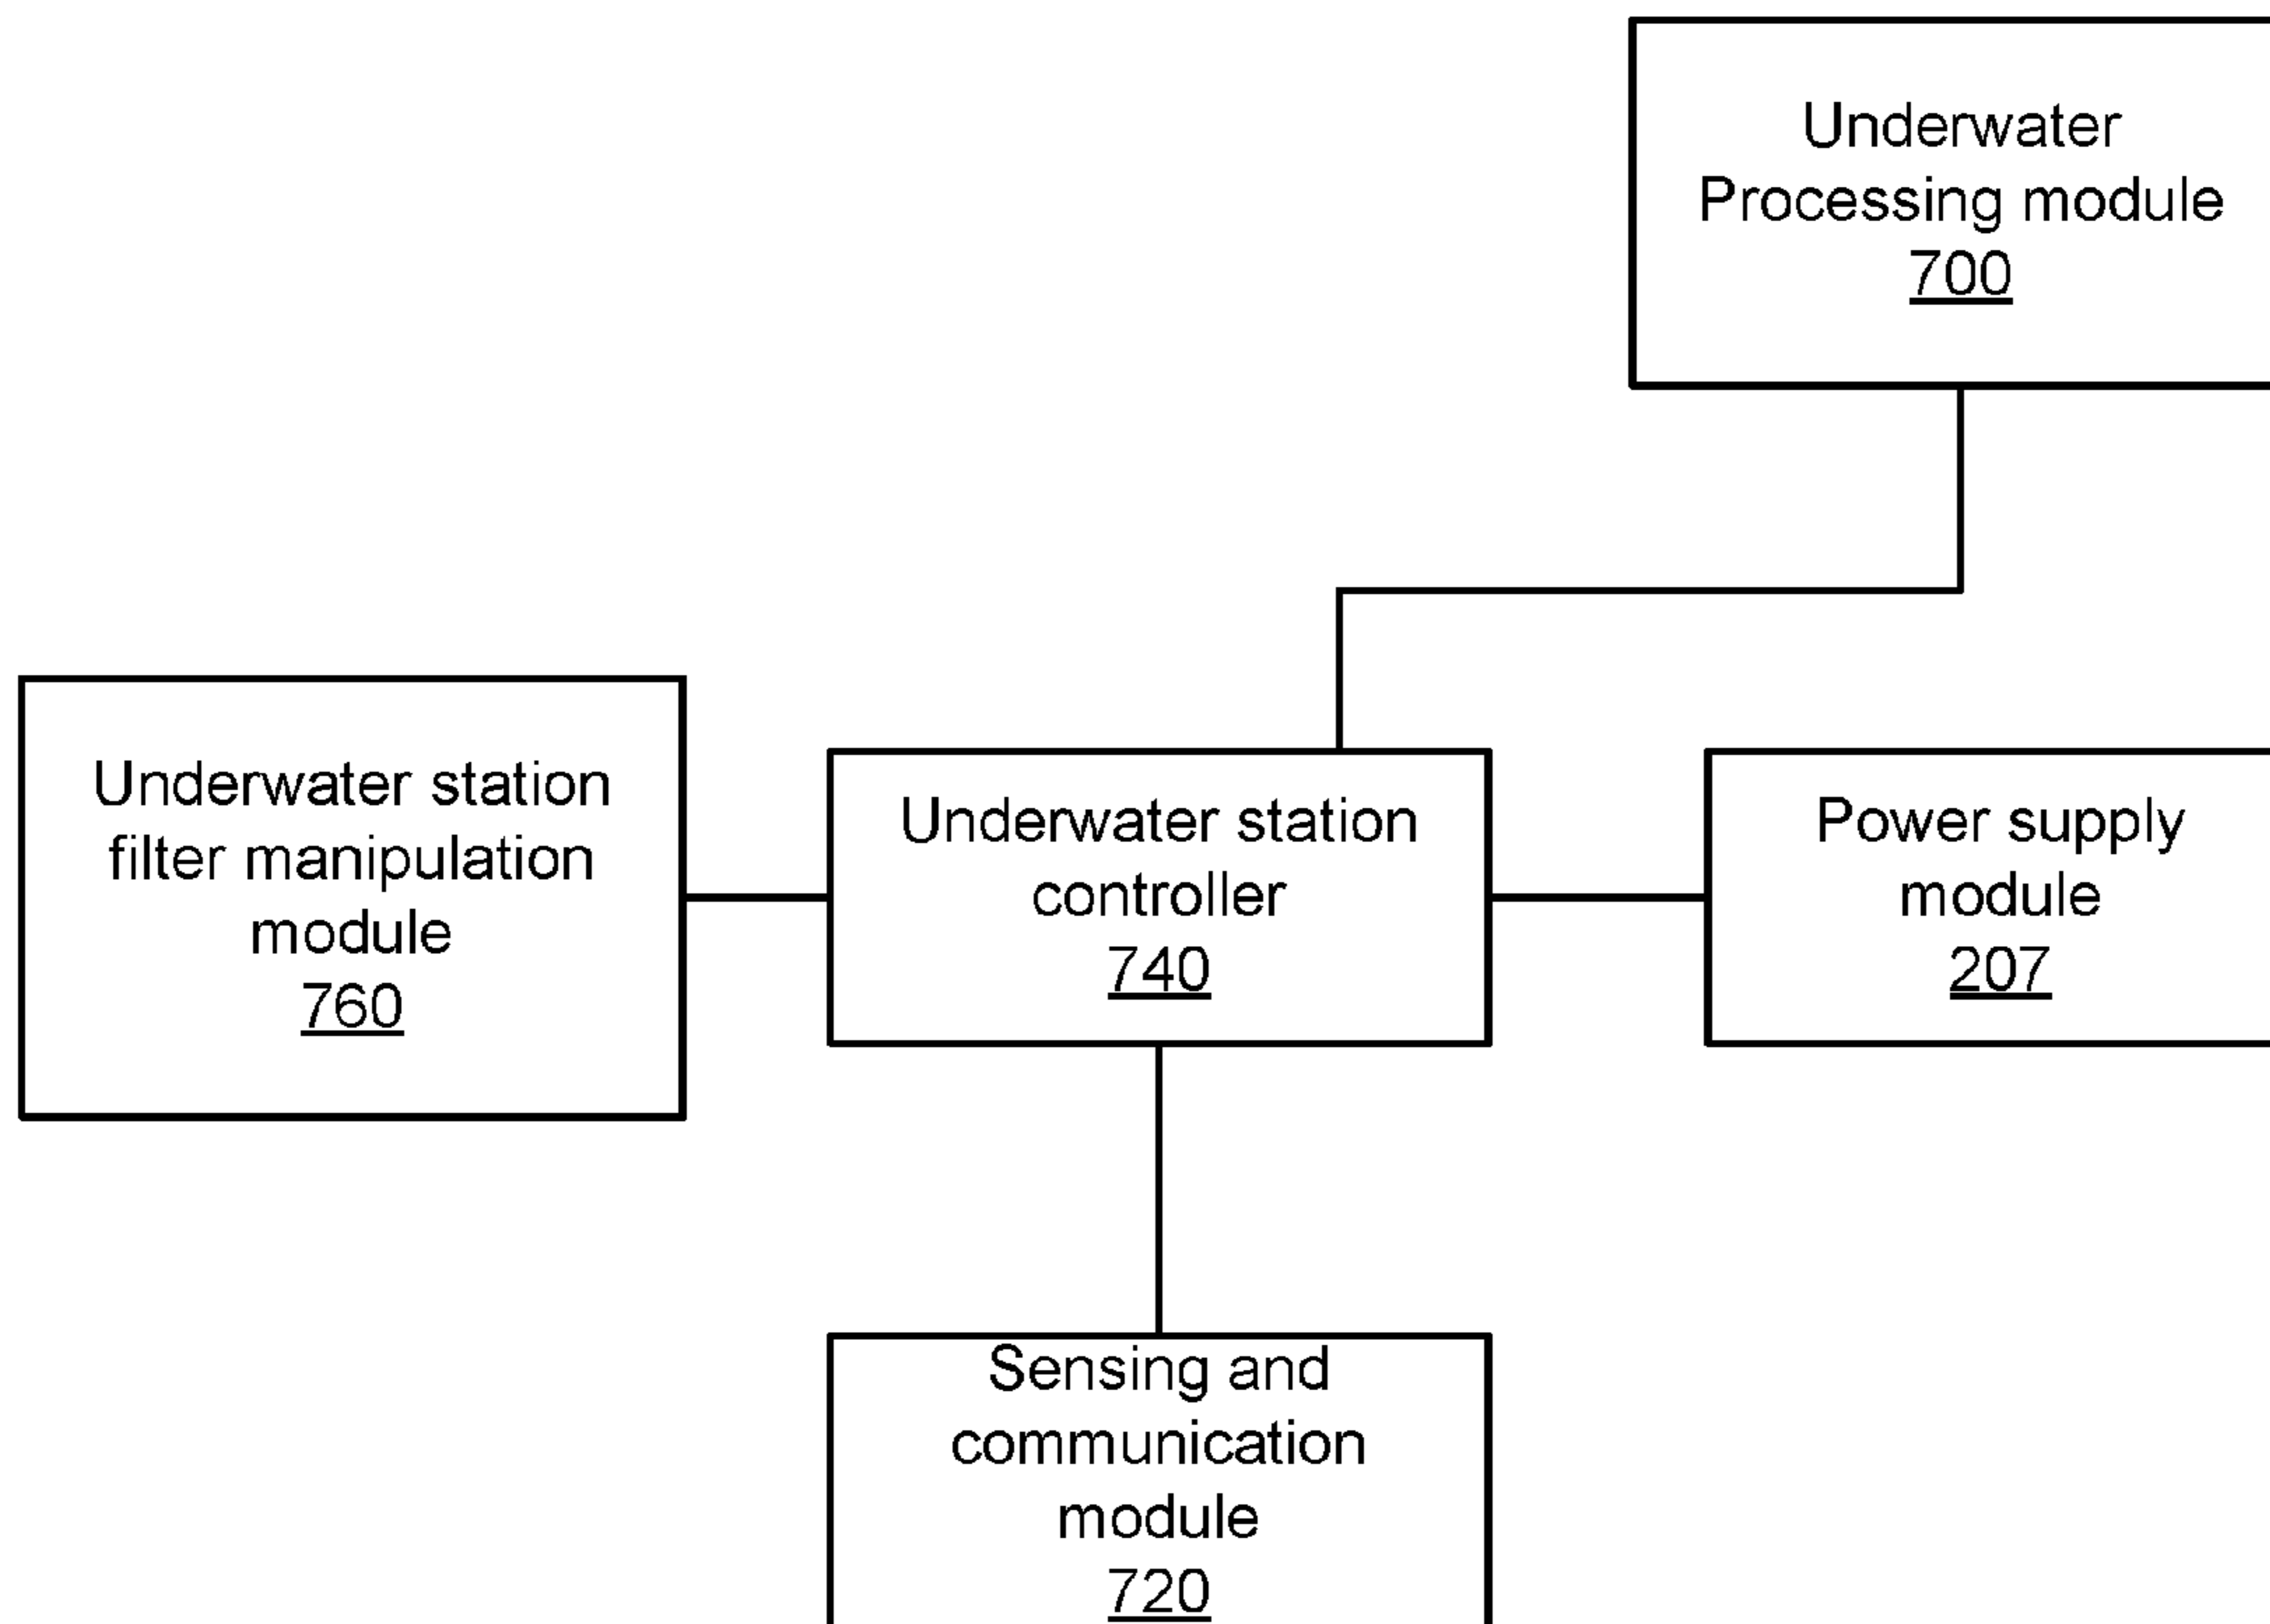 Underwater
Processing module
700
Underwater station
filter manipulation
module
760
Underwater station
controller
740
Power supply
module
207
Sensing and
communication
module
720